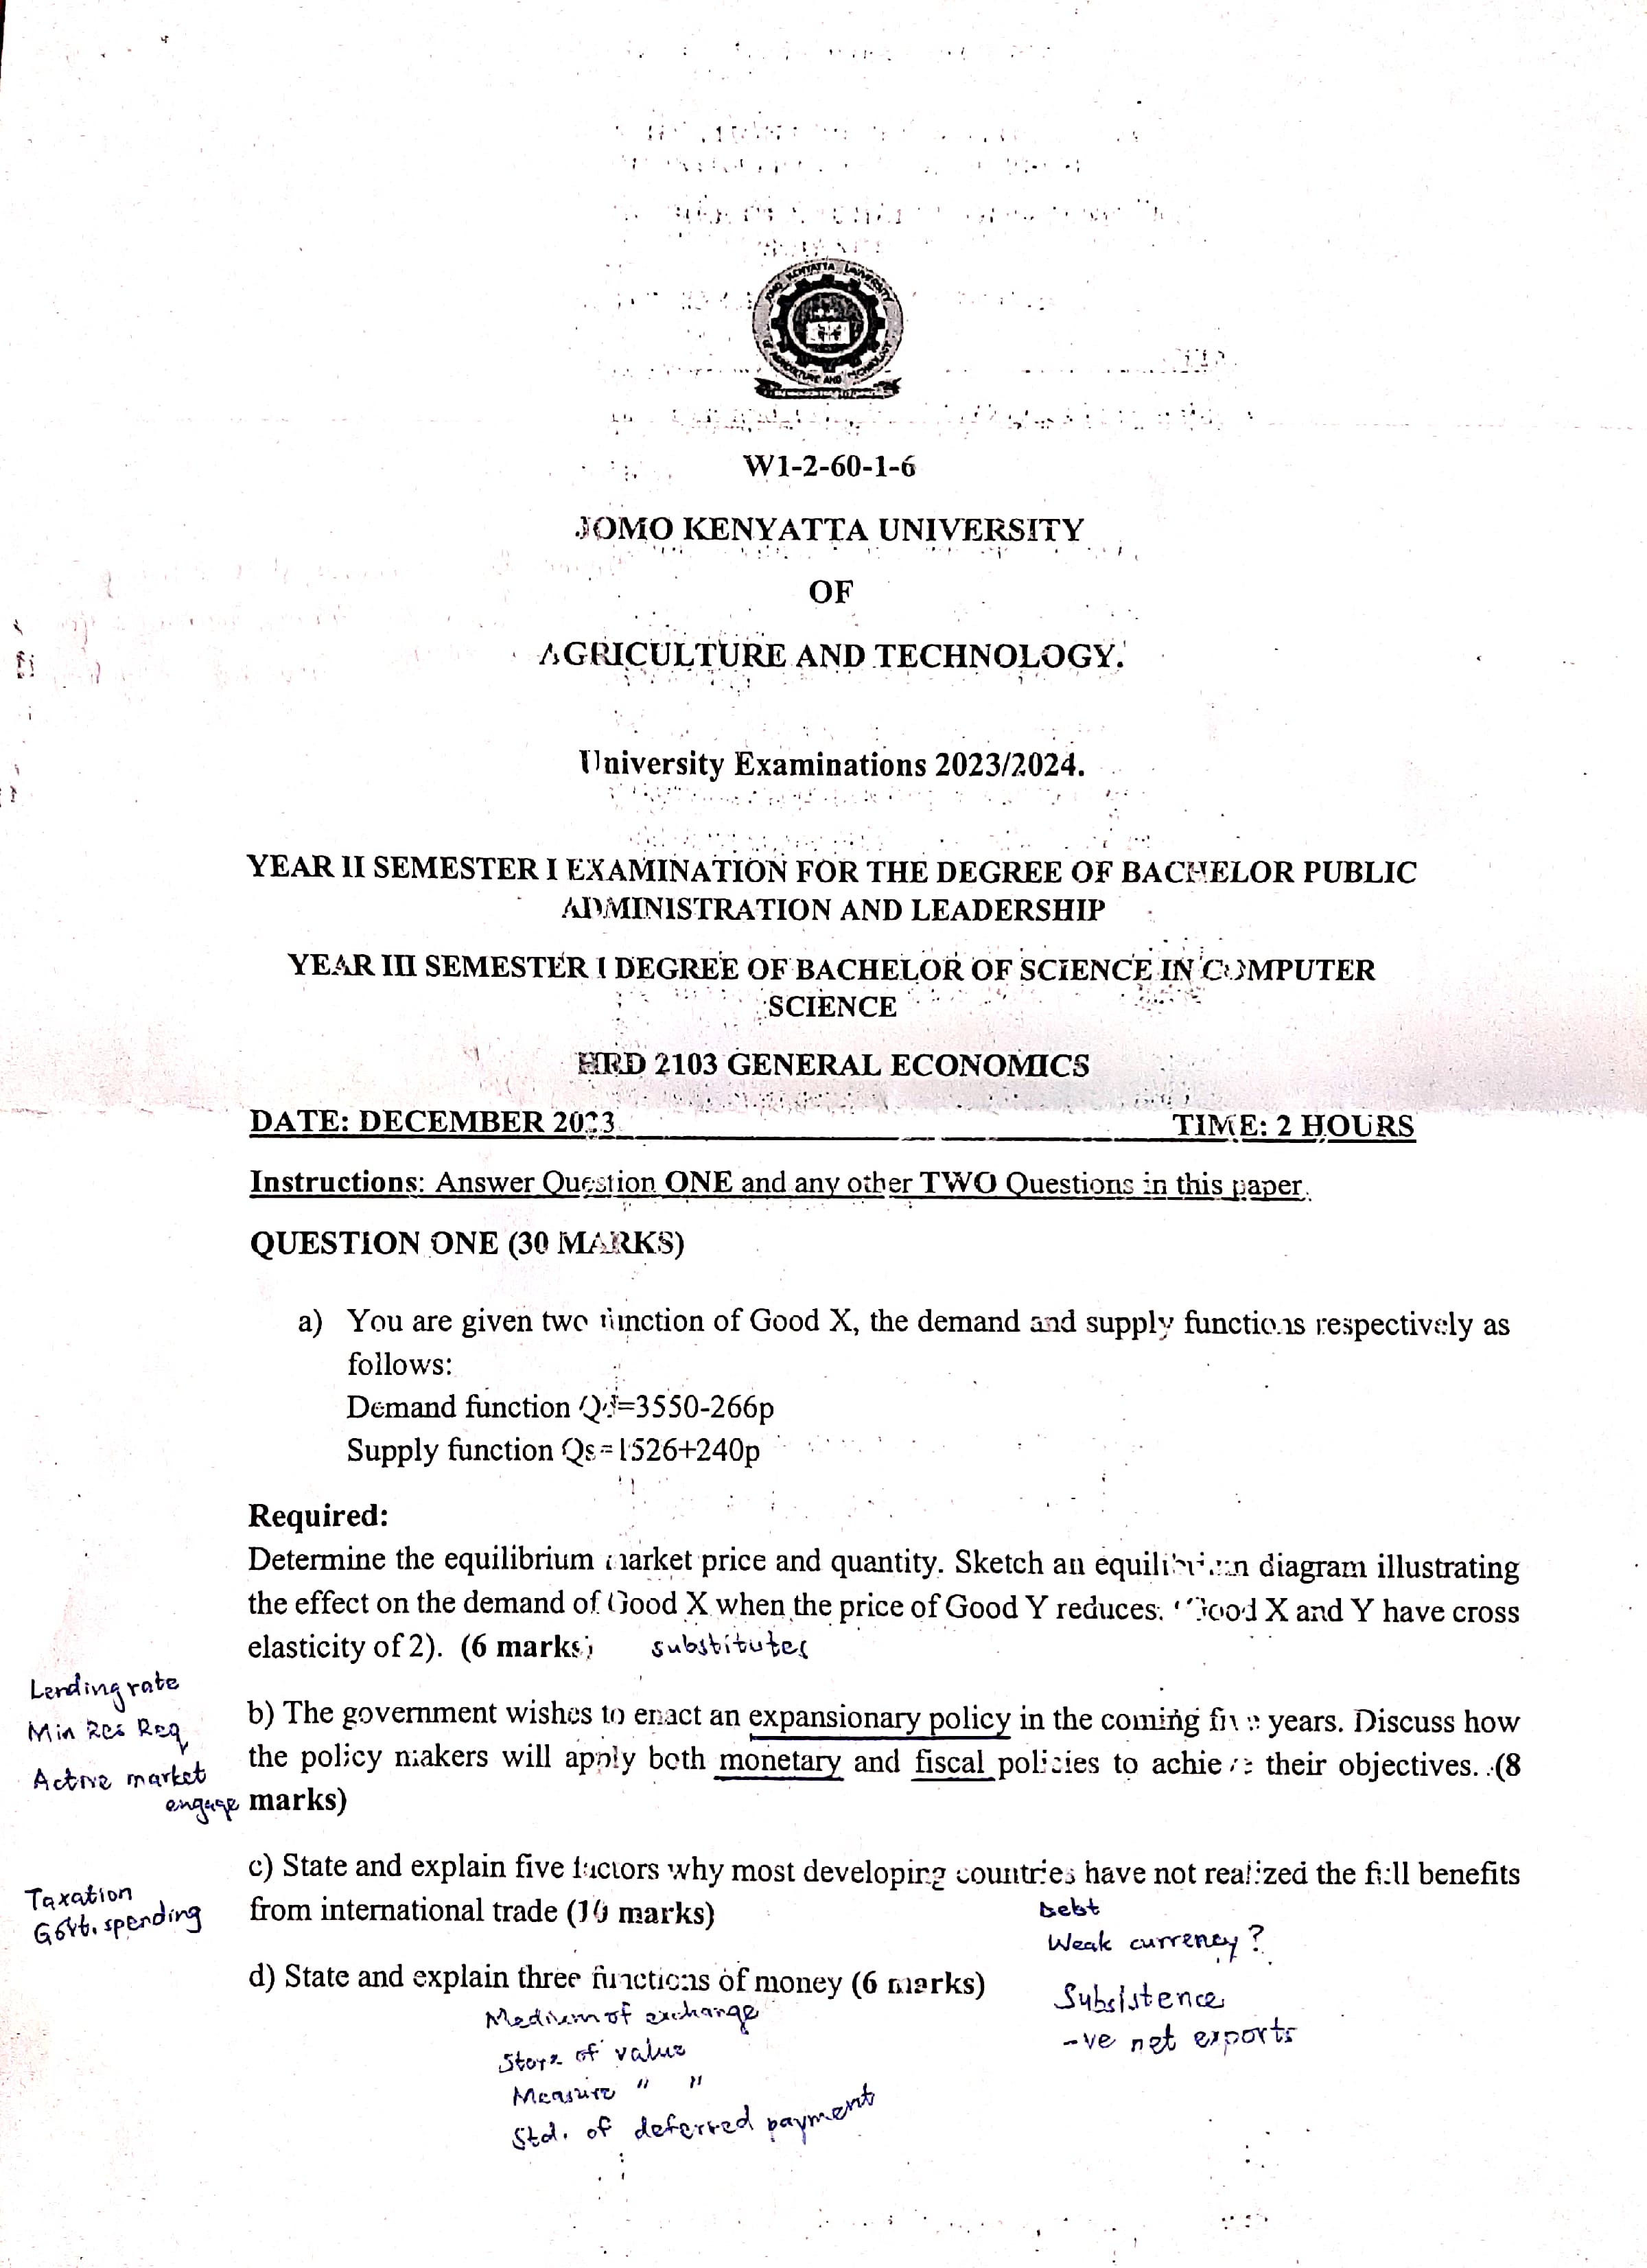 W1-2-60-1-6
JOMO KENYATTA UNIVERSITY
OF
AGRICULTURE AND TECHNOLOGY.
University Examinations 2023/2024.
YEAR II SEMESTER I EXAMINATION FOR THE DEGREE OF BACHELOR PUBLIC
ADMINISTRATION AND LEADERSHIP
YEAR III SEMESTER I DEGREE OF BACHELOR OF SCIENCE IN COMPUTER
SCIENCE
HRD 2103 GENERAL ECONOMICS
DATE: DECEMBER 2023 TIME: 2 HOURS
Instructions: Answer Question ONE and any other TWO Questions in this paper.
QUESTION ONE (30 MARKS)
a) You are given two function of Good X, the demand and supply functions respectively as
follows:
Demand function Qd=3550-266p
Supply function Qs=1526+240p
Required:
Determine the equilibrium market price and quantity. Sketch an equilibrium diagram illustrating
the effect on the demand of Good X when the price of Good Y reduces. (Good X and Y have cross
elasticity of 2). (6 marks) substitutes
Lending rate
Min Res Req
Active market
engage
b) The government wishes to enact an expansionary policy in the coming five years. Discuss how
the policy makers will apply both monetary and fiscal policies to achieve their objectives. (8
marks)
Taxation
Govt. spending
c) State and explain five factors why most developing countries have not realized the full benefits
from international trade (10 marks)
Debt
Weak currency?
Subsistence
-ve net exports
d) State and explain three functions of money (6 marks)
Medium of exchange
Store of value
Measure " "
Std. of deferred payment